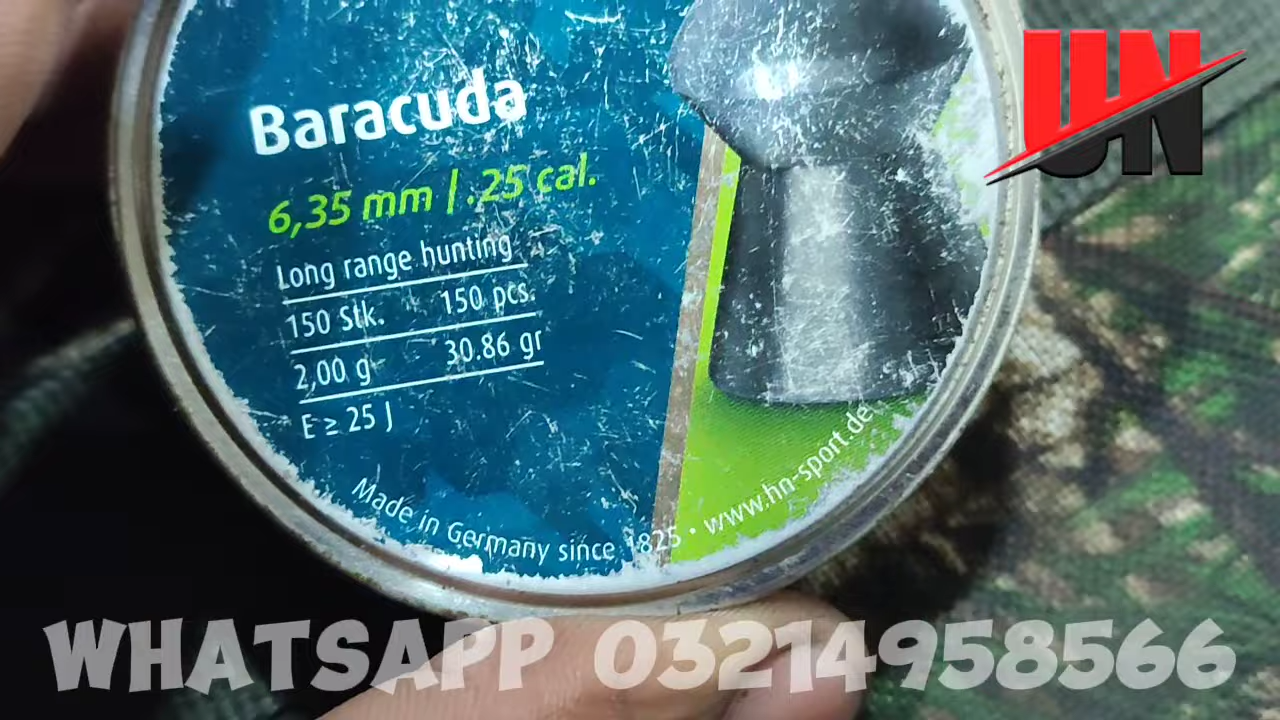 UN
Baracuda
6,35 mm | .25 cal.
Long range hunting
150 Stk. 150 pcs.
2,00 g 30.86 gr
E ≥ 25 J
Made in Germany since 1825 · www.hn-sport.de
WHATSAPP 03214958566